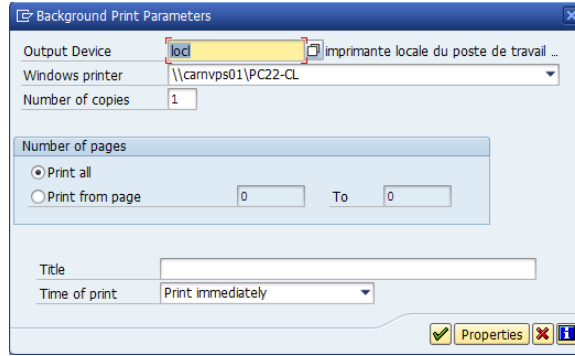 Background Print Parameters
Output Device locl imprimante locale du poste de travail ...
Windows printer \\carnvps01\PC22-CL
Number of copies 1
Number of pages
Print all
Print from page 0 To 0
Title
Time of print Print immediately
Properties